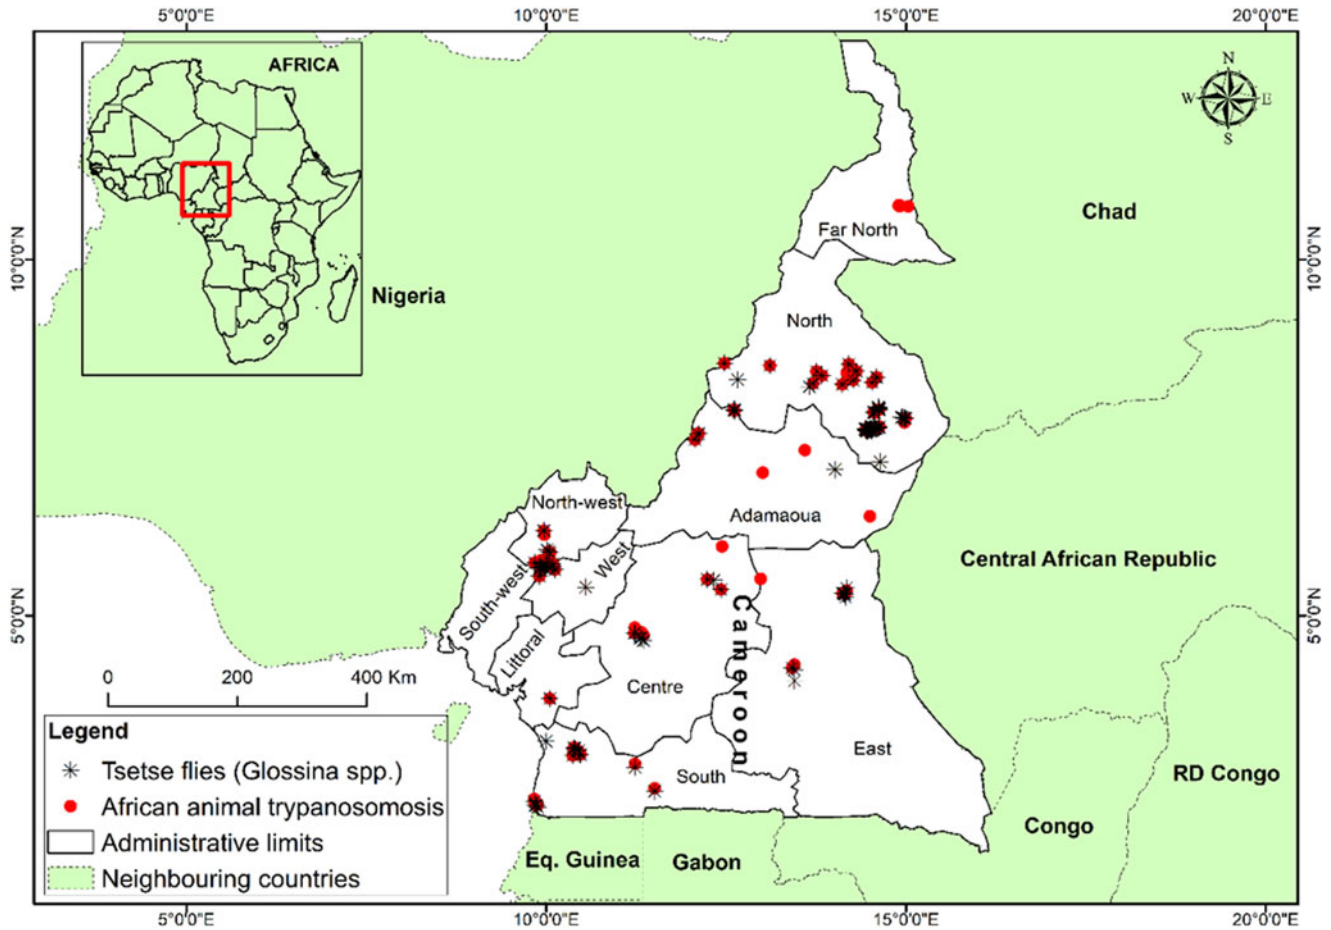 5°0'0"E
10°0'0"E
15°0'0"E
20°0'0"E
AFRICA
N
W
E
S
Chad
Far North
10°0'0"N
10°0'0"N
Nigeria
North
North-west
Adamaoua
West
Central African Republic
South-west
5°0'0"N
5°0'0"N
Littoral
Cameroon
0
200
400 Km
Centre
East
South
RD Congo
Congo
Eq. Guinea
Gabon
Legend
Tsetse flies (Glossina spp.)
African animal trypanosomosis
Administrative limits
Neighbouring countries
5°0'0"E
10°0'0"E
15°0'0"E
20°0'0"E